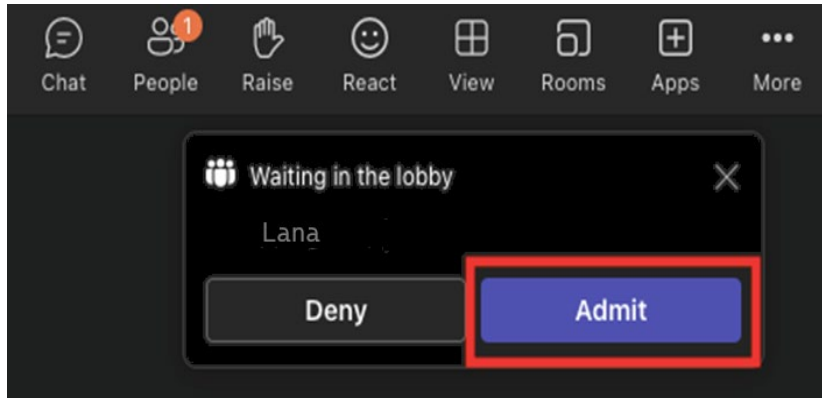 1
Chat People Raise React View Rooms Apps More
Waiting in the lobby
Lana
Deny Admit